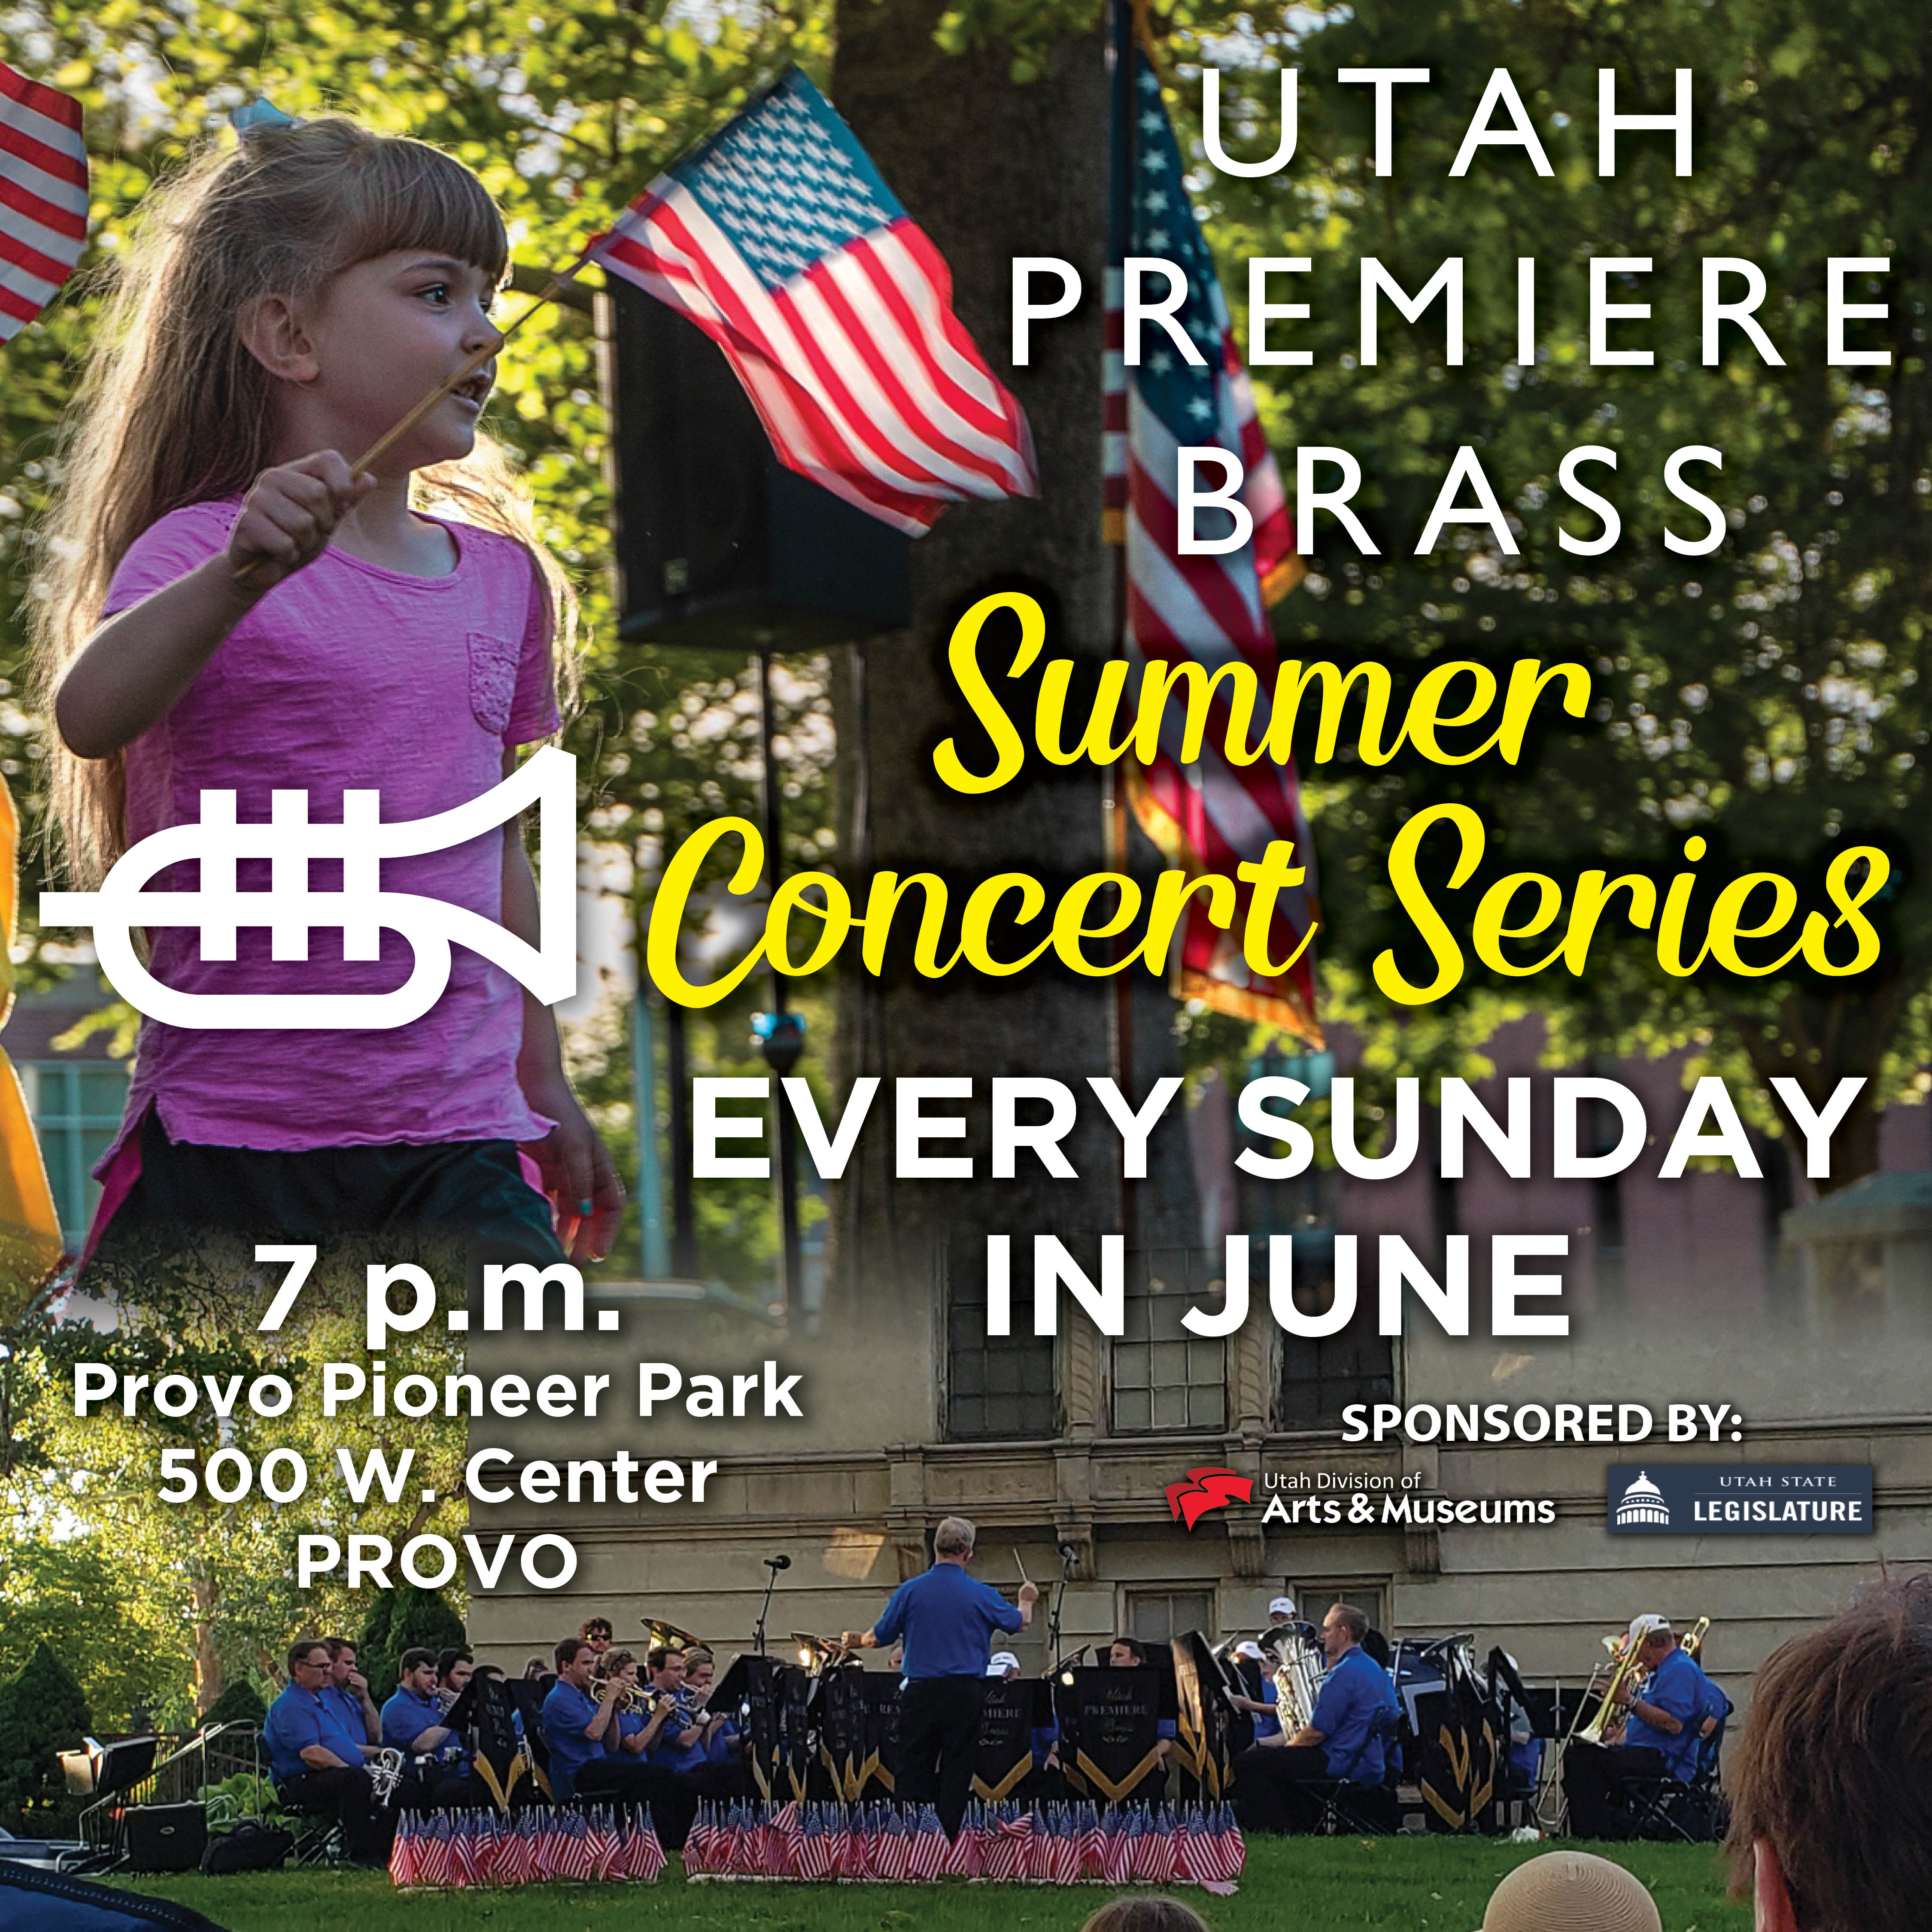 UTAH
PREMIERE
BRASS
Summer
Concert Series
EVERY SUNDAY
IN JUNE
7 p.m.
Provo Pioneer Park
500 W. Center
PROVO
SPONSORED BY:
Utah Division of
Arts & Museums
UTAH STATE
LEGISLATURE
PREMIERE